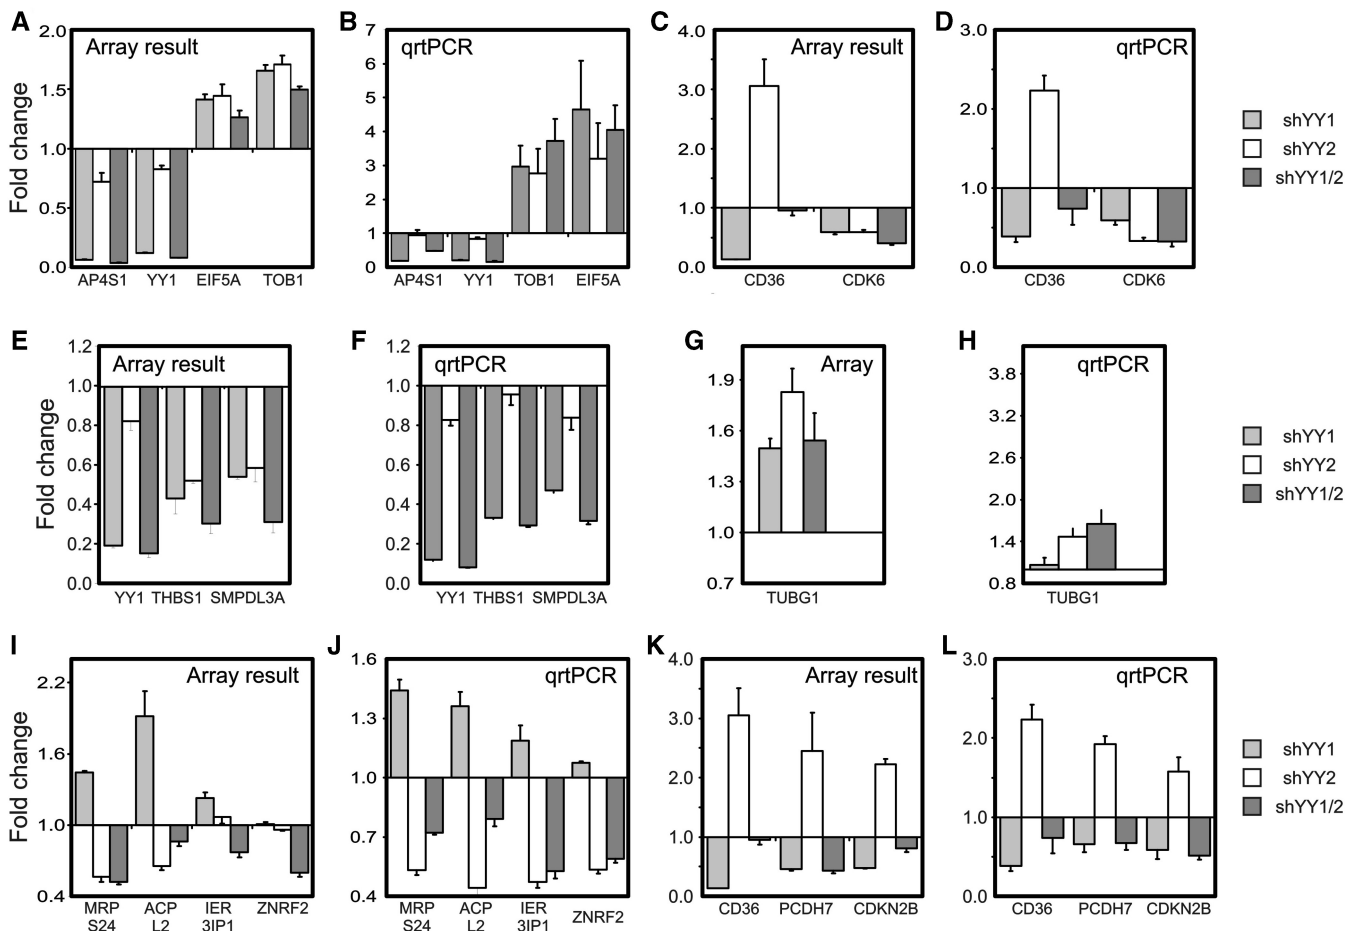 A
Array result
Fold change
2.0
1.5
1.0
0.5
0.0
AP4S1 YY1 EIF5A TOB1
B
qrtPCR
7
6
5
4
3
2
1
0
AP4S1 YY1 TOB1 EIF5A
C
Array result
4.0
3.0
2.0
1.0
0.0
CD36 CDK6
D
qrtPCR
3.0
2.0
1.0
0.0
CD36 CDK6
shYY1
shYY2
shYY1/2
E
Array result
Fold change
1.2
1.0
0.8
0.6
0.4
0.2
0.0
YY1 THBS1 SMPDL3A
F
qrtPCR
1.2
1.0
0.8
0.6
0.4
0.2
0.0
YY1 THBS1 SMPDL3A
G
Array
1.9
1.6
1.3
1.0
0.7
TUBG1
H
qrtPCR
3.8
3.2
2.6
2.0
1.4
0.8
TUBG1
shYY1
shYY2
shYY1/2
I
Array result
Fold change
2.2
1.6
1.0
0.4
MRP ACP IER ZNRF2
S24 L2 3IP1
J
qrtPCR
1.6
1.3
1.0
0.7
0.4
MRP ACP IER ZNRF2
S24 L2 3IP1
K
Array result
4.0
3.0
2.0
1.0
0.0
CD36 PCDH7 CDKN2B
L
qrtPCR
3.0
2.0
1.0
0.0
CD36 PCDH7 CDKN2B
shYY1
shYY2
shYY1/2